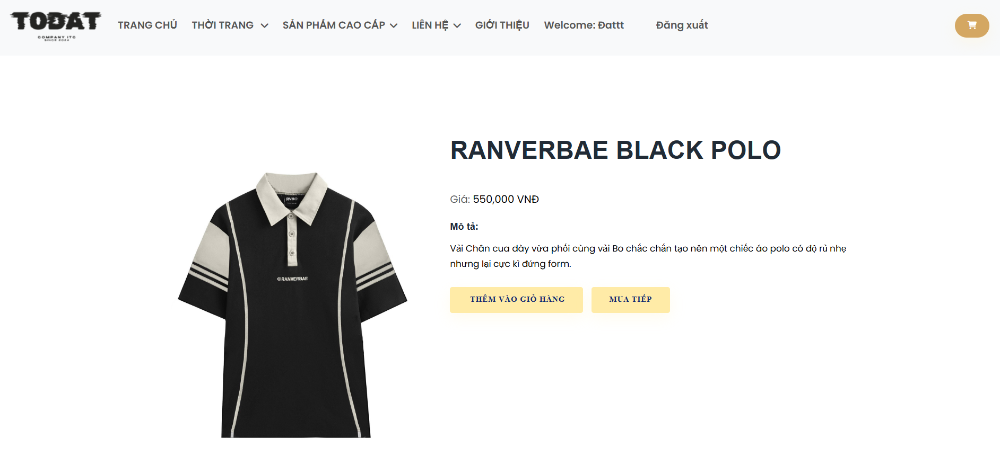 TODAT
COMPANY ITC
SINCE 2024
TRANG CHỦ THỜI TRANG SẢN PHẨM CAO CẤP LIÊN HỆ GIỚI THIỆU Welcome: Đattt Đăng xuất
RANVERBAE BLACK POLO
Giá: 550,000 VNĐ
Mô tả:
Vải Chân cua dày vừa phối cùng vải Bo chắc chắn tạo nên một chiếc áo polo có độ rủ nhẹ
nhưng lại cực kì đứng form.
THÊM VÀO GIỎ HÀNG MUA TIẾP
RVB®
®RANVERBAE